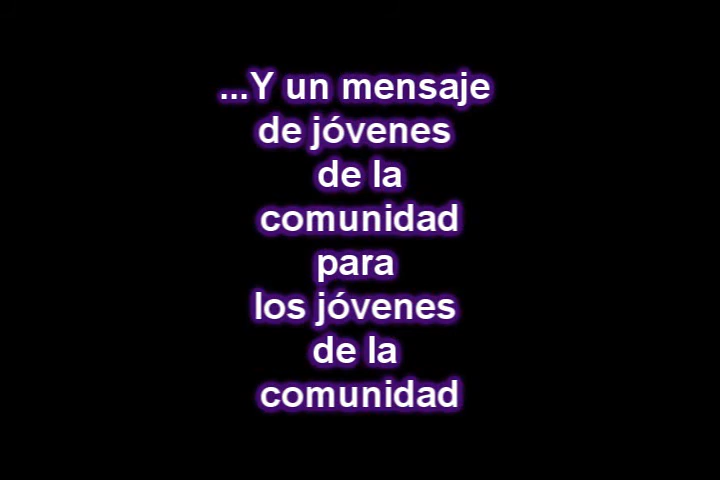 ...Y un mensaje
de jóvenes
de la
comunidad
para
los jóvenes
de la
comunidad